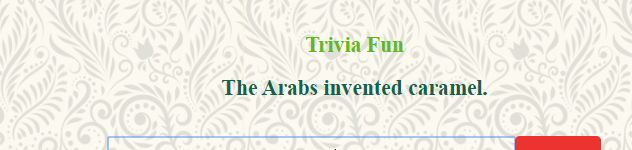 Trivia Fun
The Arabs invented caramel.